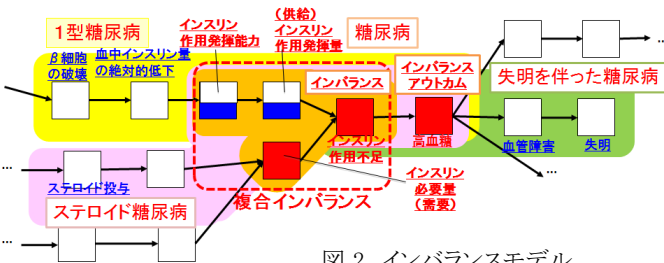 1型糖尿病
β細胞
の破壊
血中インスリン量
の絶対的低下
インスリン
作用発揮能力
(供給)
インスリン
作用発揮量
糖尿病
インバランス
インバランス
アウトカム
失明を伴った糖尿病
インスリン
作用不足
高血糖
血管障害
失明
ステロイド投与
ステロイド糖尿病
複合インバランス
インスリン
必要量
(需要)
...
...
...
...
図 2 インバランスモデル